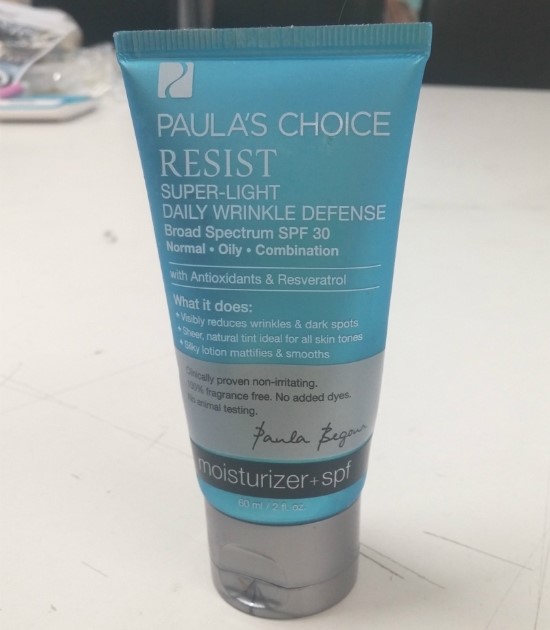 PAULA'S CHOICE
RESIST
SUPER-LIGHT
DAILY WRINKLE DEFENSE
Broad Spectrum SPF 30
Normal • Oily • Combination
with Antioxidants & Resveratrol
What it does:
• Visibly reduces wrinkles & dark spots
• Sheer, natural tint ideal for all skin tones
• Silky lotion mattifies & smooths
Clinically proven non-irritating.
100% fragrance free. No added dyes.
No animal testing.
Paula Begoun
moisturizer+spf
60 ml / 2 fl. oz.